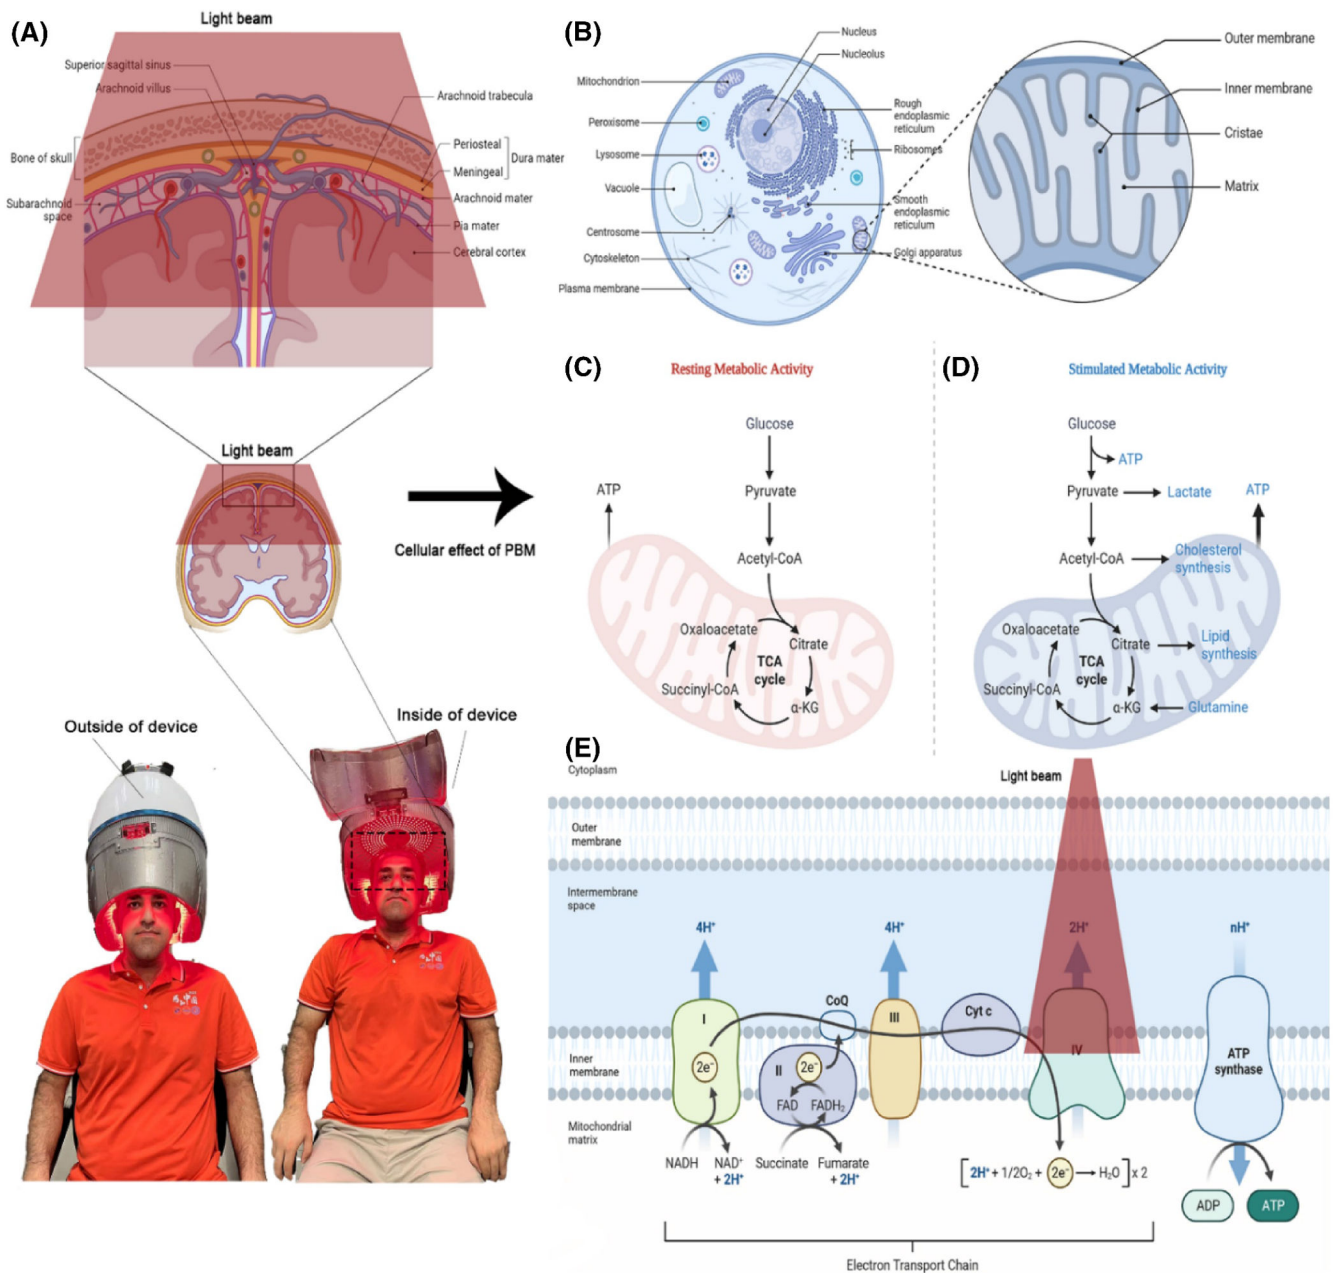 (A)
Light beam
Superior sagittal sinus
Arachnoid villus
Arachnoid trabecula
Bone of skull
Periosteal
Meningeal
Dura mater
Subarachnoid
space
Arachnoid mater
Pia mater
Cerebral cortex
Light beam
Cellular effect of PBM
Outside of device
Inside of device
(B)
Nucleus
Nucleolus
Mitochondrion
Peroxisome
Lysosome
Vacuole
Centrosome
Cytoskeleton
Plasma membrane
Rough
endoplasmic
reticulum
Ribosomes
Smooth
endoplasmic
reticulum
Golgi apparatus
Outer membrane
Inner membrane
Cristae
Matrix
(C)
Resting Metabolic Activity
Glucose
ATP
Pyruvate
Acetyl-CoA
Oxaloacetate
Citrate
TCA
cycle
Succinyl-CoA
α-KG
(D)
Stimulated Metabolic Activity
Glucose
ATP
Pyruvate
Lactate
ATP
Acetyl-CoA
Cholesterol
synthesis
Oxaloacetate
Citrate
Lipid
synthesis
TCA
cycle
Succinyl-CoA
α-KG
Glutamine
(E)
Cytoplasm
Light beam
Outer
membrane
Intermembrane
space
4H⁺
4H⁺
2H⁺
nH⁺
I
CoQ
III
Cyt c
IV
ATP
synthase
Inner
membrane
2e⁻
II
2e⁻
FAD
FADH₂
Mitochondrial
matrix
NADH
NAD⁺
+ 2H⁺
Succinate
Fumarate
+ 2H⁺
[2H⁺ + 1/2O₂ + 2e⁻ → H₂O] x 2
ADP
ATP
Electron Transport Chain